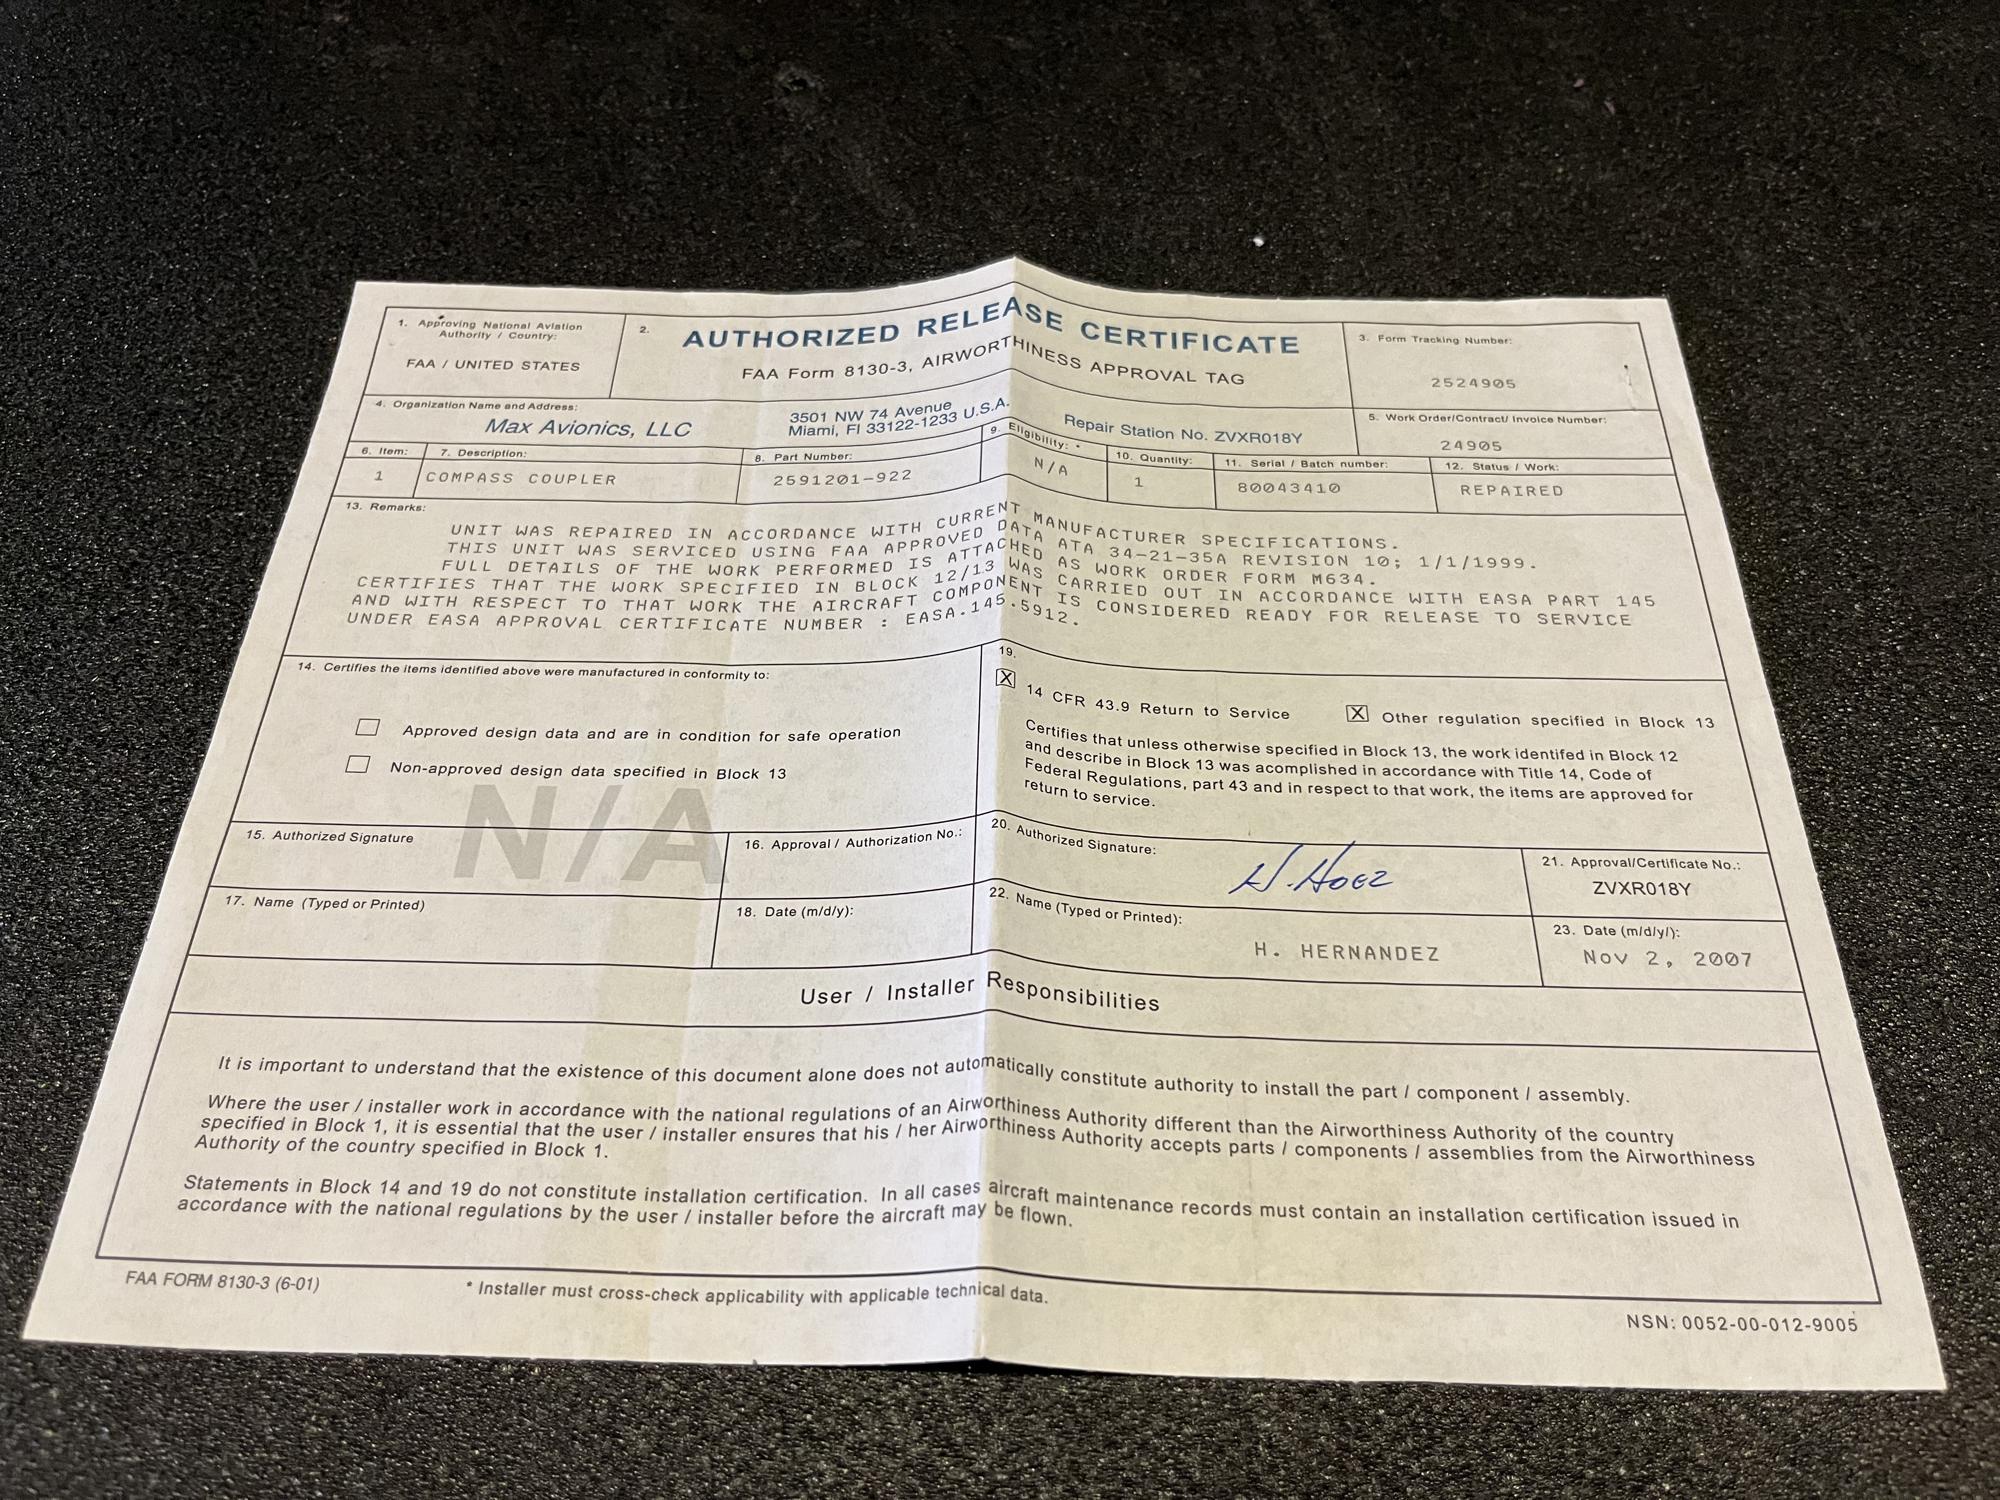 1. Approving National Aviation
Authority / Country:
FAA / UNITED STATES
2.
AUTHORIZED RELEASE CERTIFICATE
FAA Form 8130-3, AIRWORTHINESS APPROVAL TAG
3. Form Tracking Number:
2524905
4. Organization Name and Address:
Max Avionics, LLC
3501 NW 74 Avenue
Miami, Fl 33122-1233 U.S.A.
Repair Station No. ZVXR018Y
5. Work Order/Contract/ Invoice Number:
24905
6. Item:
1
7. Description:
COMPASS COUPLER
8. Part Number:
2591201-922
9. Eligibility: *
N/A
10. Quantity:
1
11. Serial / Batch number:
80043410
12. Status / Work:
REPAIRED
13. Remarks:
UNIT WAS REPAIRED IN ACCORDANCE WITH CURRENT MANUFACTURER SPECIFICATIONS.
THIS UNIT WAS SERVICED USING FAA APPROVED DATA ATA 34-21-35A REVISION 10; 1/1/1999.
FULL DETAILS OF THE WORK PERFORMED IS ATTACHED AS WORK ORDER FORM M634.
CERTIFIES THAT THE WORK SPECIFIED IN BLOCK 12/13 WAS CARRIED OUT IN ACCORDANCE WITH EASA PART 145
AND WITH RESPECT TO THAT WORK THE AIRCRAFT COMPONENT IS CONSIDERED READY FOR RELEASE TO SERVICE
UNDER EASA APPROVAL CERTIFICATE NUMBER : EASA.145.5912.
14. Certifies the items identified above were manufactured in conformity to:
Approved design data and are in condition for safe operation
Non-approved design data specified in Block 13
N/A
15. Authorized Signature
16. Approval / Authorization No.:
17. Name (Typed or Printed)
18. Date (m/d/y):
19.
X 14 CFR 43.9 Return to Service
X Other regulation specified in Block 13
Certifies that unless otherwise specified in Block 13, the work identifed in Block 12
and describe in Block 13 was acomplished in accordance with Title 14, Code of
Federal Regulations, part 43 and in respect to that work, the items are approved for
return to service.
20. Authorized Signature:
21. Approval/Certificate No.:
ZVXR018Y
22. Name (Typed or Printed):
H. HERNANDEZ
23. Date (m/d/y/):
Nov 2, 2007
User / Installer Responsibilities
It is important to understand that the existence of this document alone does not automatically constitute authority to install the part / component / assembly.
Where the user / installer work in accordance with the national regulations of an Airworthiness Authority different than the Airworthiness Authority of the country
specified in Block 1, it is essential that the user / installer ensures that his / her Airworthiness Authority accepts parts / components / assemblies from the Airworthiness
Authority of the country specified in Block 1.
Statements in Block 14 and 19 do not constitute installation certification. In all cases aircraft maintenance records must contain an installation certification issued in
accordance with the national regulations by the user / installer before the aircraft may be flown.
FAA FORM 8130-3 (6-01)
* Installer must cross-check applicability with applicable technical data.
NSN: 0052-00-012-9005